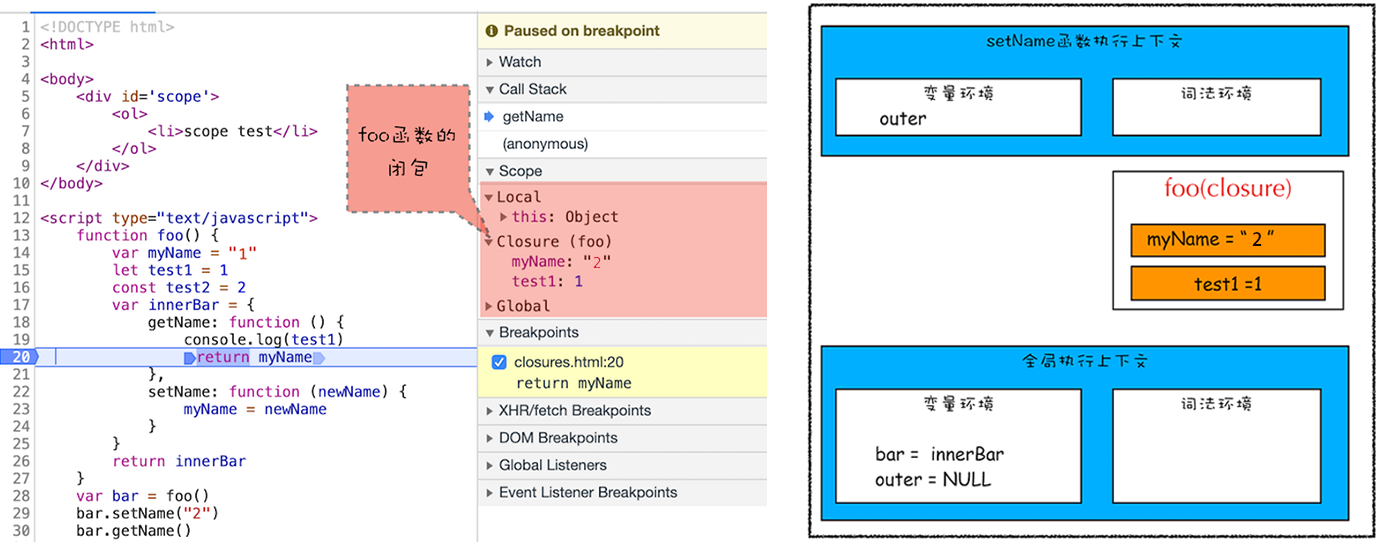 1 <!DOCTYPE html>
2 <html>
3
4 <body>
5 <div id='scope'>
6 <ol>
7 <li>scope test</li>
8 </ol>
9 </div>
10 </body>
11
12 <script type="text/javascript">
13 function foo() {
14 var myName = "1"
15 let test1 = 1
16 const test2 = 2
17 var innerBar = {
18 getName: function () {
19 console.log(test1)
20 return myName
21 },
22 setName: function (newName) {
23 myName = newName
24 }
25 }
26 return innerBar
27 }
28 var bar = foo()
29 bar.setName("2")
30 bar.getName()
foo函数的
闭包
Paused on breakpoint
Watch
Call Stack
getName
(anonymous)
Scope
Local
this: Object
Closure (foo)
myName: "2"
test1: 1
Global
Breakpoints
closures.html:20
return myName
XHR/fetch Breakpoints
DOM Breakpoints
Global Listeners
Event Listener Breakpoints
setName函数执行上下文
变量环境
outer
词法环境
foo(closure)
myName = “ 2 ”
test1 =1
全局执行上下文
变量环境
bar = innerBar
outer = NULL
词法环境